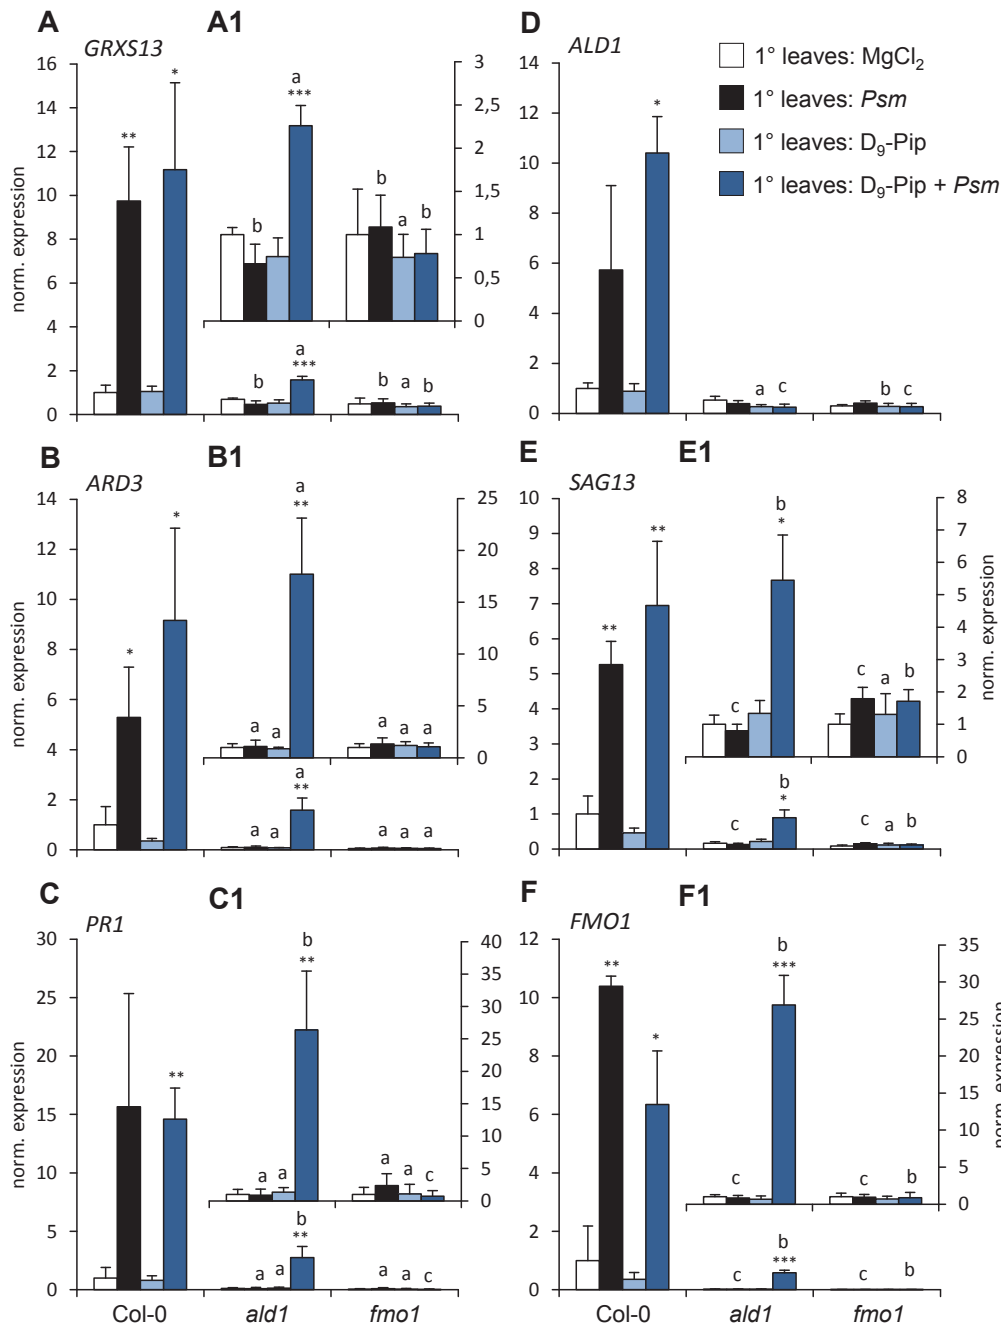 A
A1
D
GRXS13
ALD1
1° leaves: MgCl₂
1° leaves: Psm
1° leaves: D₉-Pip
1° leaves: D₉-Pip + Psm
norm. expression
16
14
12
10
8
6
4
2
0
**
*
b
a
***
b
a
b
3
2,5
2
1,5
1
0,5
0
b
a
***
b
a
b
14
12
10
8
6
4
2
0
*
a
c
b
c
B
B1
ARD3
norm. expression
14
12
10
8
6
4
2
0
*
*
a
a
a
**
a
a
a
25
20
15
10
5
0
a
a
a
**
a
a
a
E
E1
SAG13
10
9
8
7
6
5
4
3
2
1
0
**
**
c
b
*
c
a
b
8
7
6
5
4
3
2
1
0
norm. expression
c
b
*
c
a
b
C
C1
PR1
norm. expression
30
25
20
15
10
5
0
**
a
a
b
**
a
a
c
40
35
30
25
20
15
10
5
0
a
a
b
**
a
a
c
Col-0
ald1
fmo1
F
F1
FMO1
12
10
8
6
4
2
0
**
*
c
b
***
c
b
35
30
25
20
15
10
5
0
norm. expression
c
b
***
c
b
Col-0
ald1
fmo1